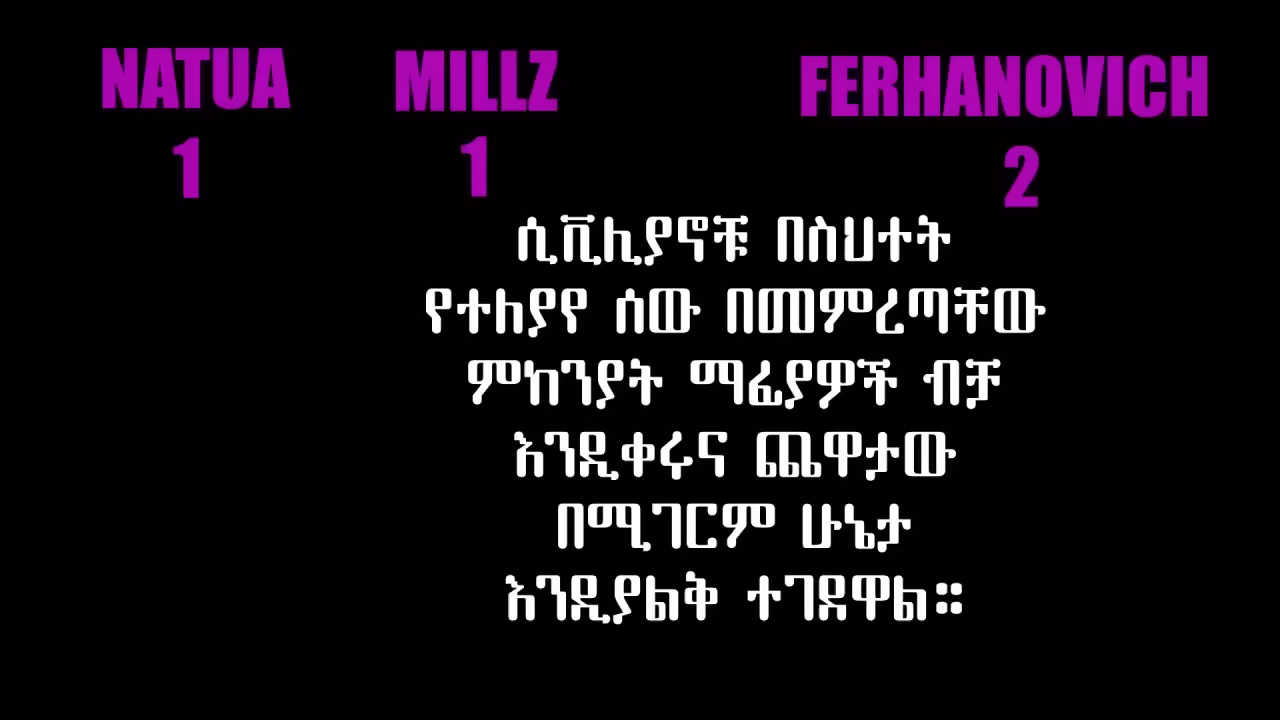 NATUA MILLZ FERHANOVICH
1 1 2
ሲቪሊያኖቹ በስህተት
የተለያየ ሰው በመምረጣቸው
ምክንያት ማፊያዎች ብቻ
እንዲቀሩና ጨዋታው
በሚገርም ሁኔታ
እንዲያልቅ ተገደዋል።